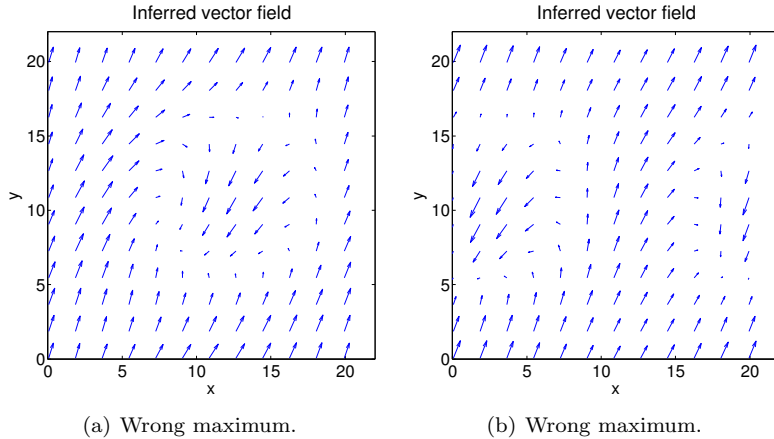 Inferred vector field
20
15
10
5
0
y
0 5 10 15 20
x
(a) Wrong maximum.
Inferred vector field
20
15
10
5
0
y
0 5 10 15 20
x
(b) Wrong maximum.